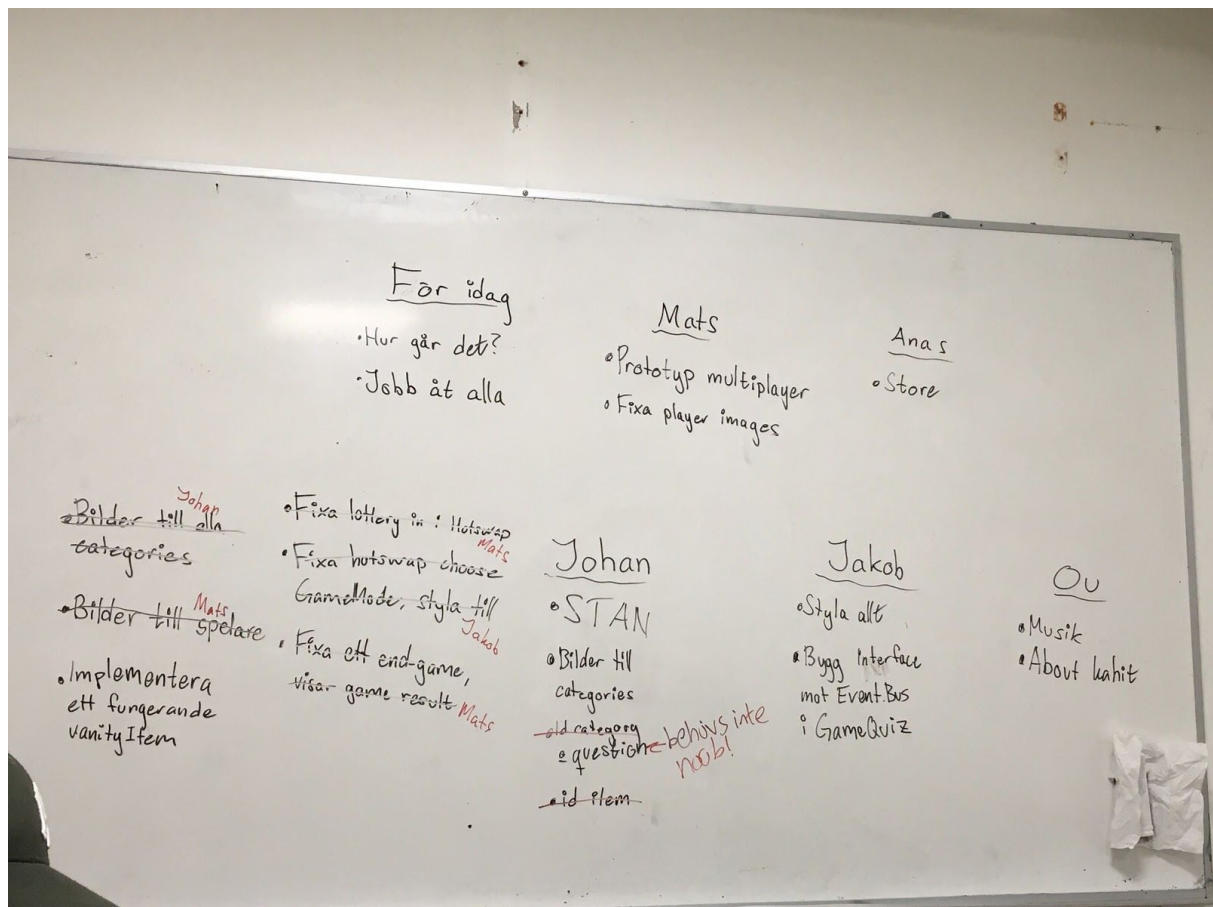 För idag
• Hur går det?
• Jobb åt alla
Mats
• Prototyp multiplayer
• Fixa player images
Anas
• Store
Johan
• Bilder till alla
categories
Mats
• Bilder till spelare
• Implementera
ett fungerande
vanityItem
• Fixa lottery in i Hotswap
Mats
• Fixa hotswap choose
GameMode, styla till
Jakob
• Fixa ett end-game,
visar game result Mats
Johan
• STAN
• Bilder till
categories
old category
• question behövs inte
noob!
• id item
Jakob
• Styla allt
• Bygg interface
mot Event.Bus
i GameQuiz
Ou
• Musik
• About kahit